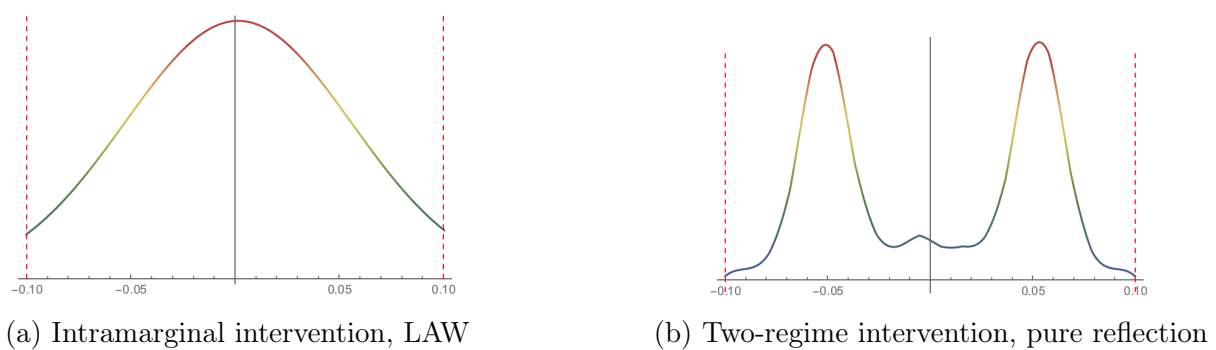 −0.10 −0.05 0.05 0.10
−0.10 −0.05 0.05 0.10
(a) Intramarginal intervention, LAW
(b) Two-regime intervention, pure reflection